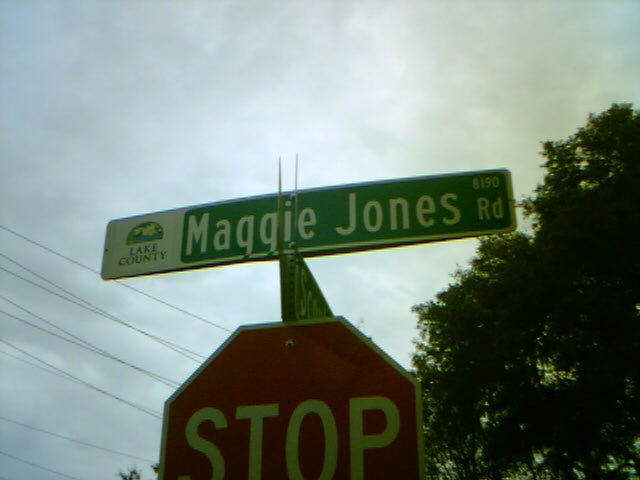 8190
Maggie Jones Rd
LAKE
COUNTY
STOP